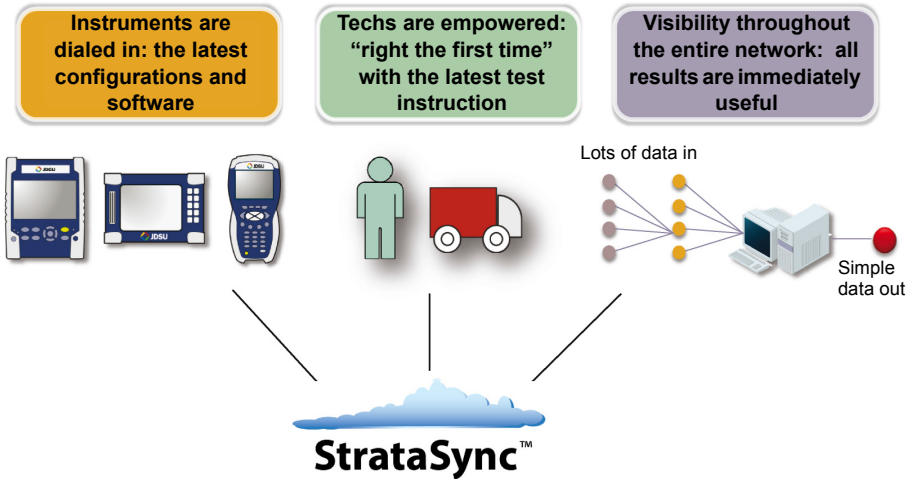 Instruments are
dialed in: the latest
configurations and
software
Techs are empowered:
“right the first time”
with the latest test
instruction
Visibility throughout
the entire network: all
results are immediately
useful
JDSU
JDSU
JDSU
Lots of data in
Simple
data out
StrataSync™